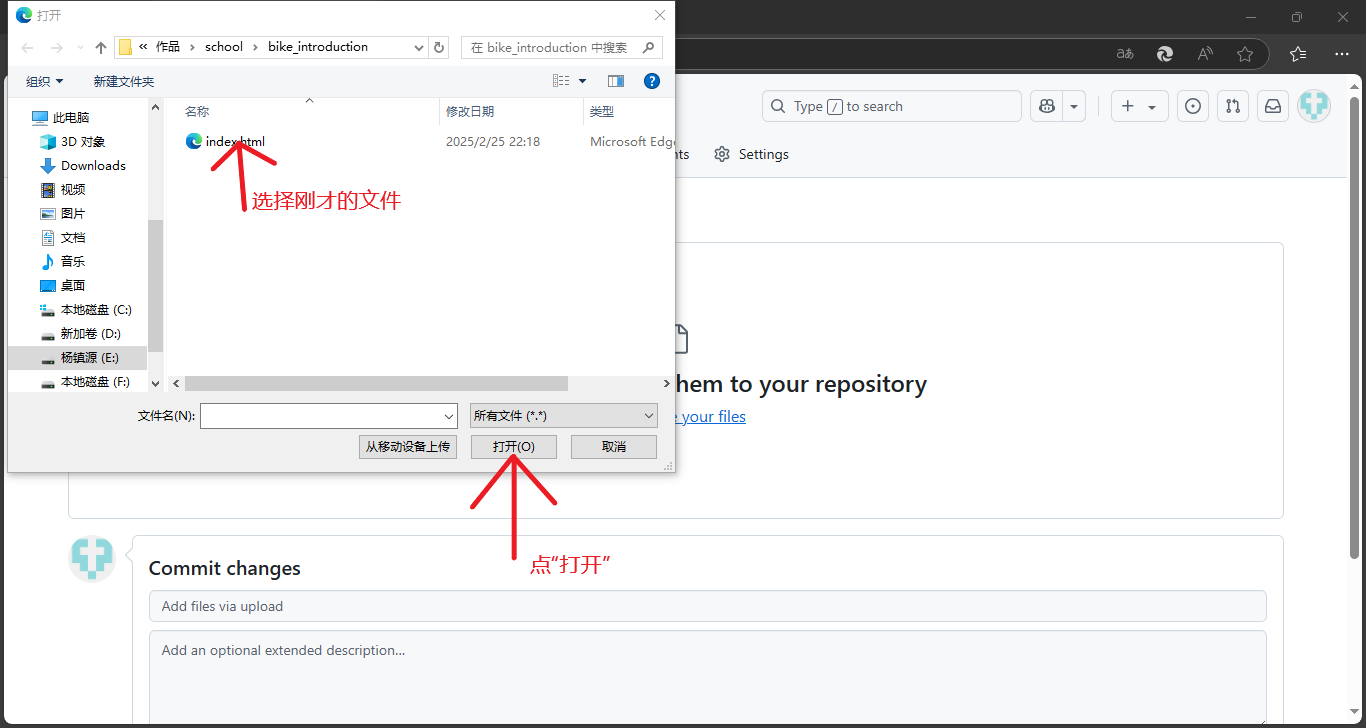 打开
« 作品 › school › bike_introduction
在 bike_introduction 中搜索
组织
新建文件夹
此电脑
3D 对象
Downloads
视频
图片
文档
音乐
桌面
本地磁盘 (C:)
新加卷 (D:)
杨镇源 (E:)
本地磁盘 (F:)
名称
修改日期
类型
index.html
2025/2/25 22:18
Microsoft Edge
选择刚才的文件
文件名(N):
所有文件 (*.*)
从移动设备上传
打开(O)
取消
点“打开”
Type / to search
Settings
hem to your repository
your files
Commit changes
Add files via upload
Add an optional extended description...